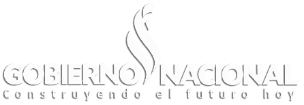 GOBIERNO NACIONAL
Construyendo el futuro hoy